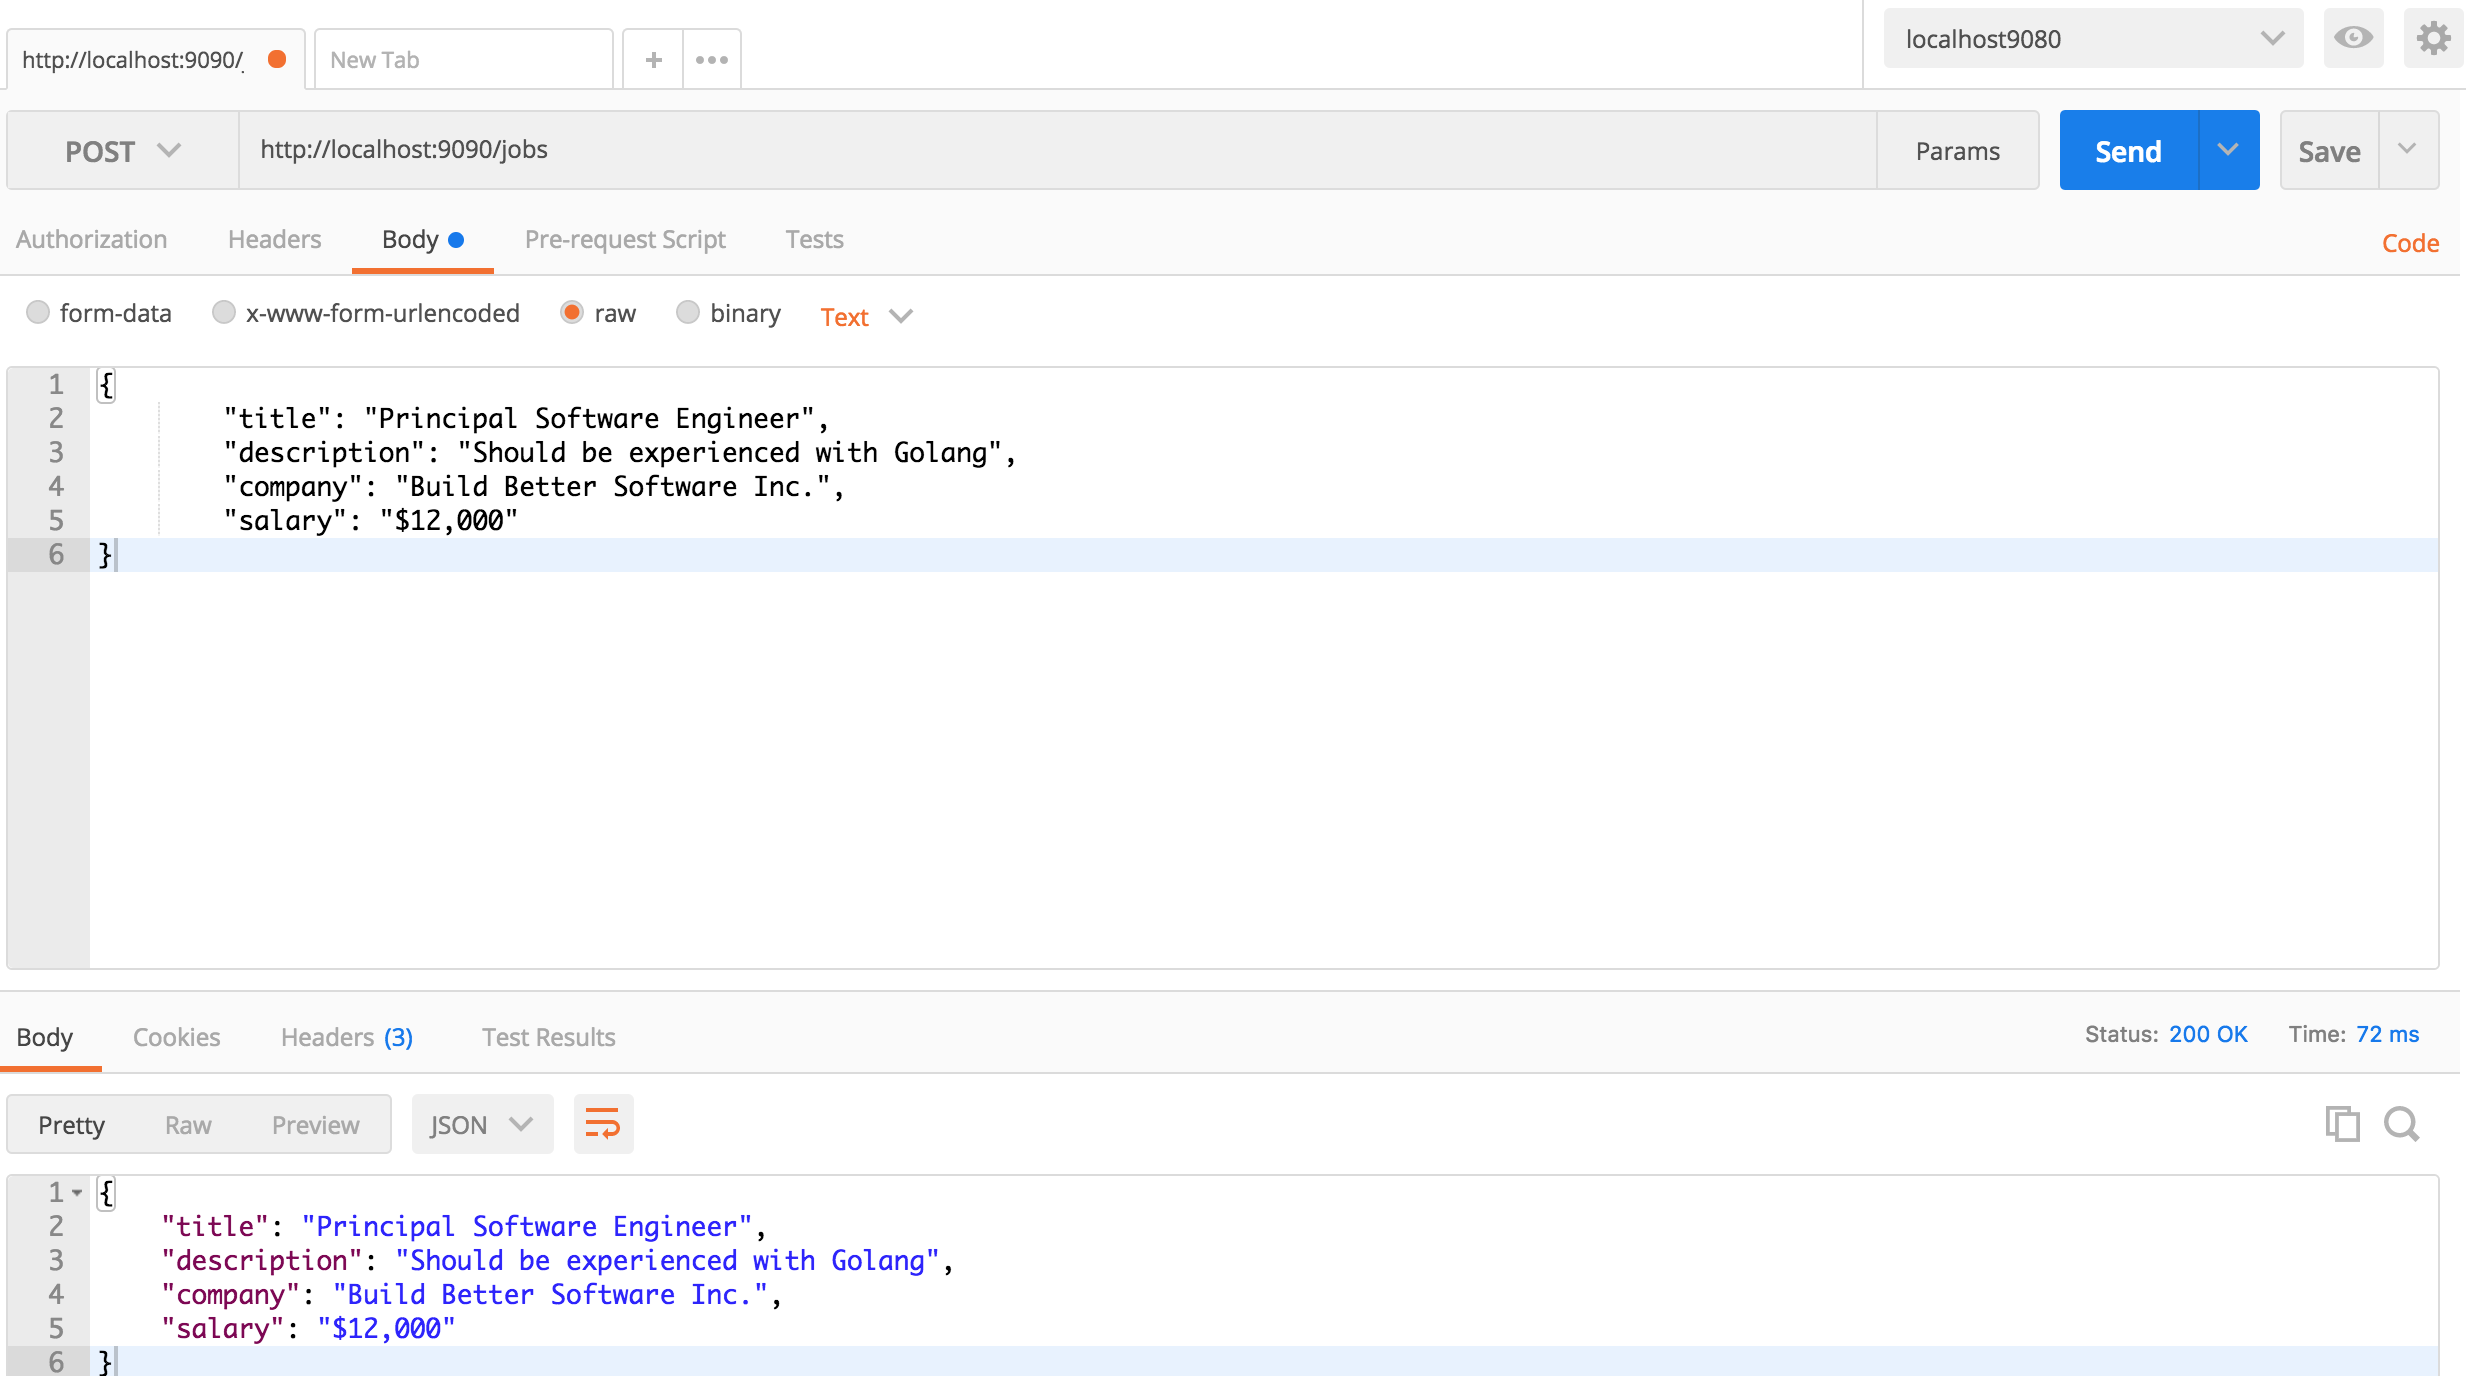 http://localhost:9090/ New Tab + localhost9080
POST http://localhost:9090/jobs Params Send Save
Authorization Headers Body Pre-request Script Tests Code
form-data x-www-form-urlencoded raw binary Text
1 {
2 "title": "Principal Software Engineer",
3 "description": "Should be experienced with Golang",
4 "company": "Build Better Software Inc.",
5 "salary": "$12,000"
6 }
Body Cookies Headers (3) Test Results Status: 200 OK Time: 72 ms
Pretty Raw Preview JSON
1 {
2 "title": "Principal Software Engineer",
3 "description": "Should be experienced with Golang",
4 "company": "Build Better Software Inc.",
5 "salary": "$12,000"
6 }